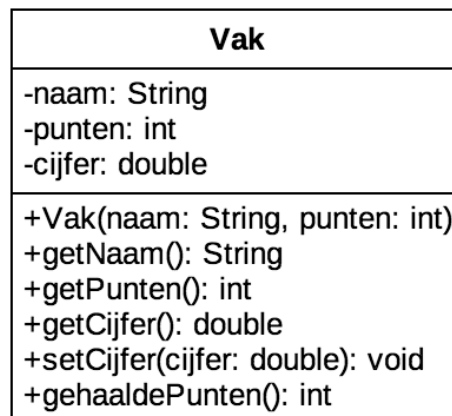 Vak
-naam: String
-punten: int
-cijfer: double
+Vak(naam: String, punten: int)
+getNaam(): String
+getPunten(): int
+getCijfer(): double
+setCijfer(cijfer: double): void
+gehaaldePunten(): int